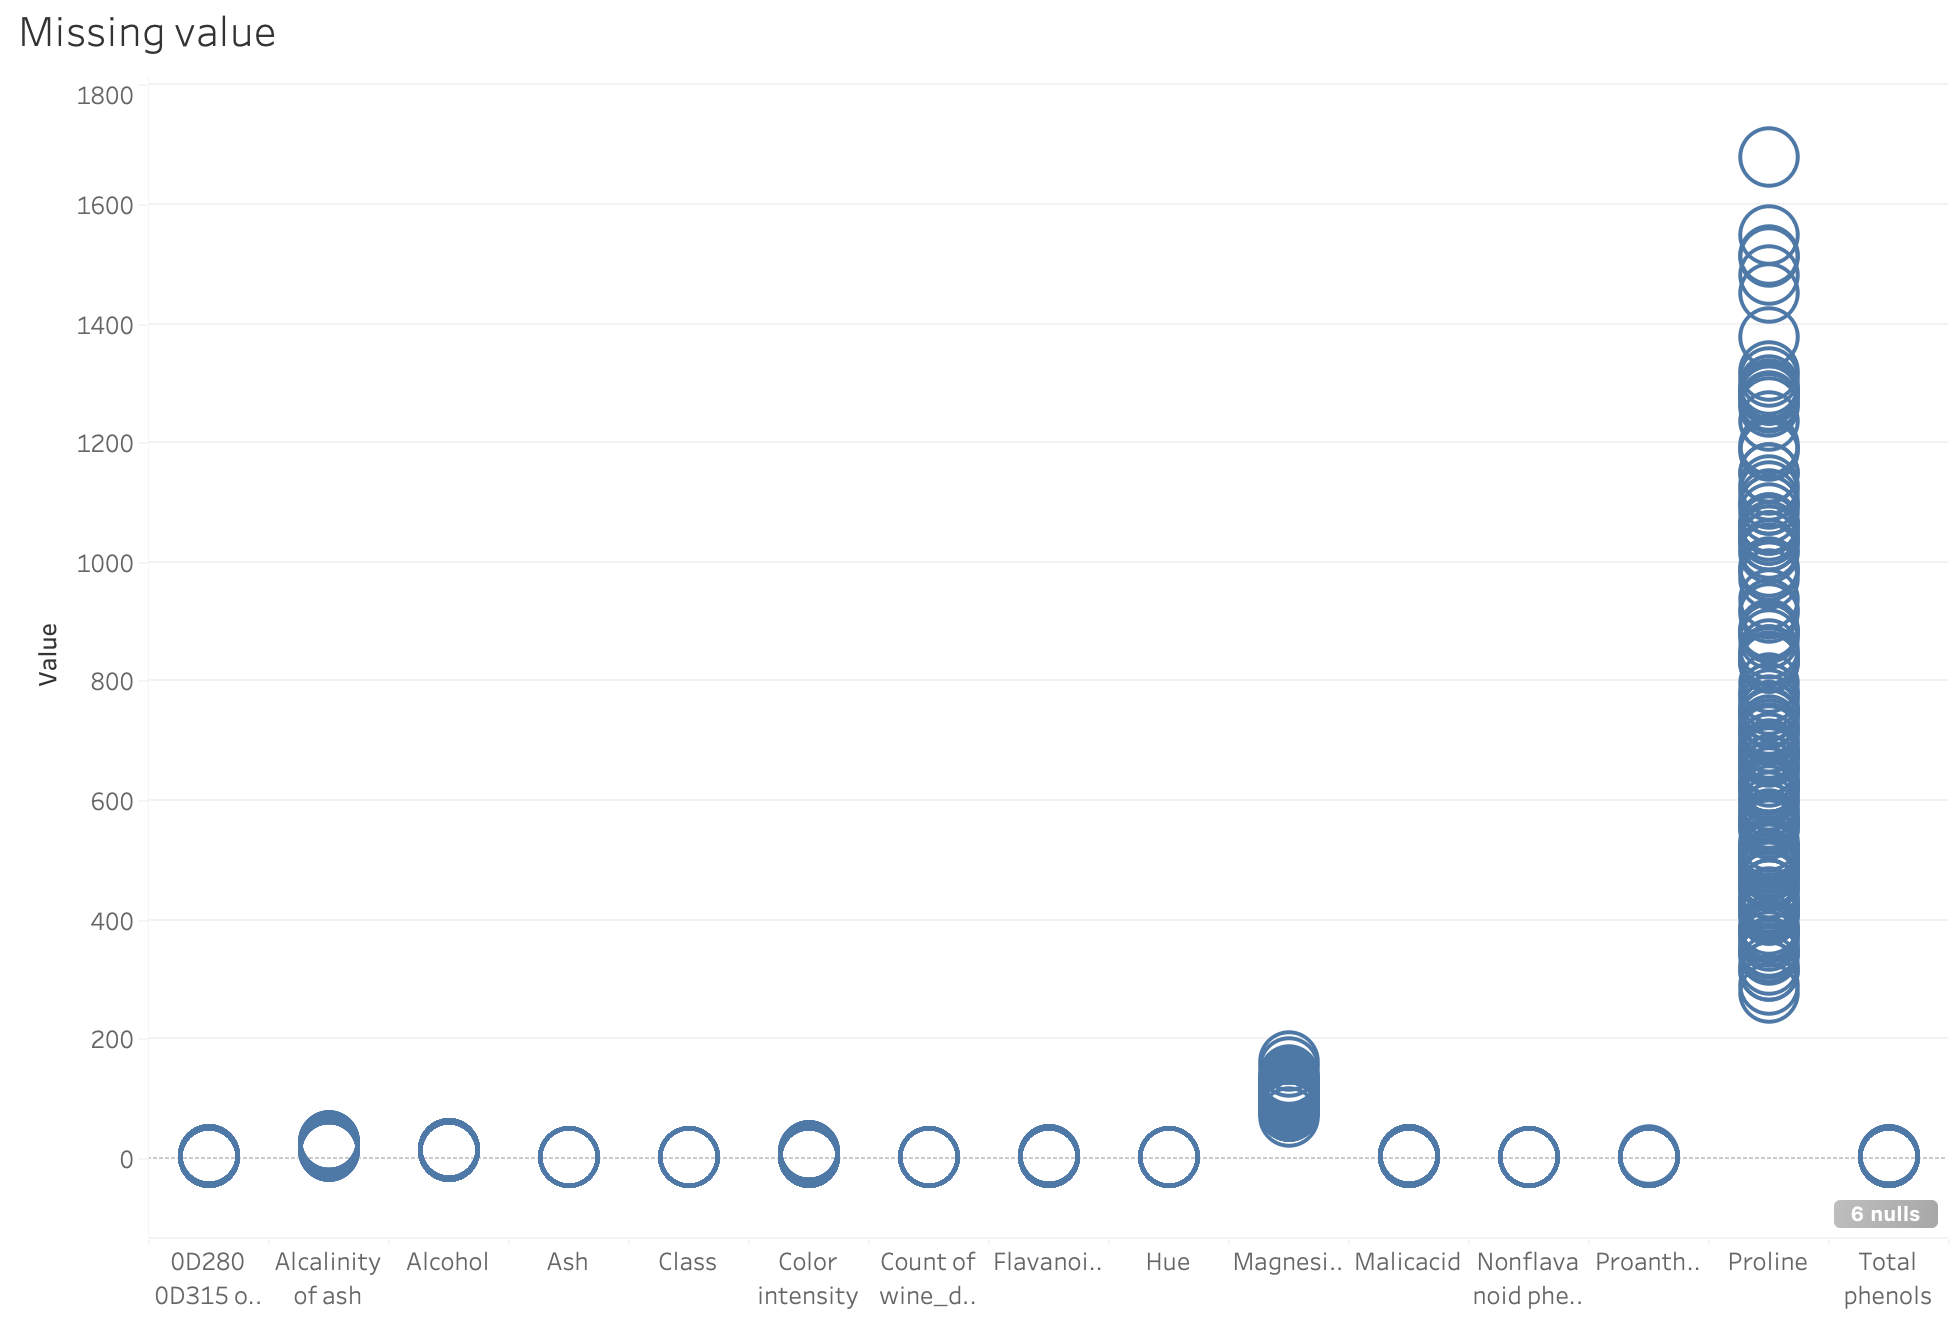 Missing value
1800
1600
1400
1200
1000
800
600
400
200
0
Value
6 nulls
0D280 Alcalinity Alcohol Ash Class Color Count of Flavanoi.. Hue Magnesi.. Malicacid Nonflava Proanth.. Proline Total
0D315 o.. of ash intensity wine_d.. noid phe.. phenols